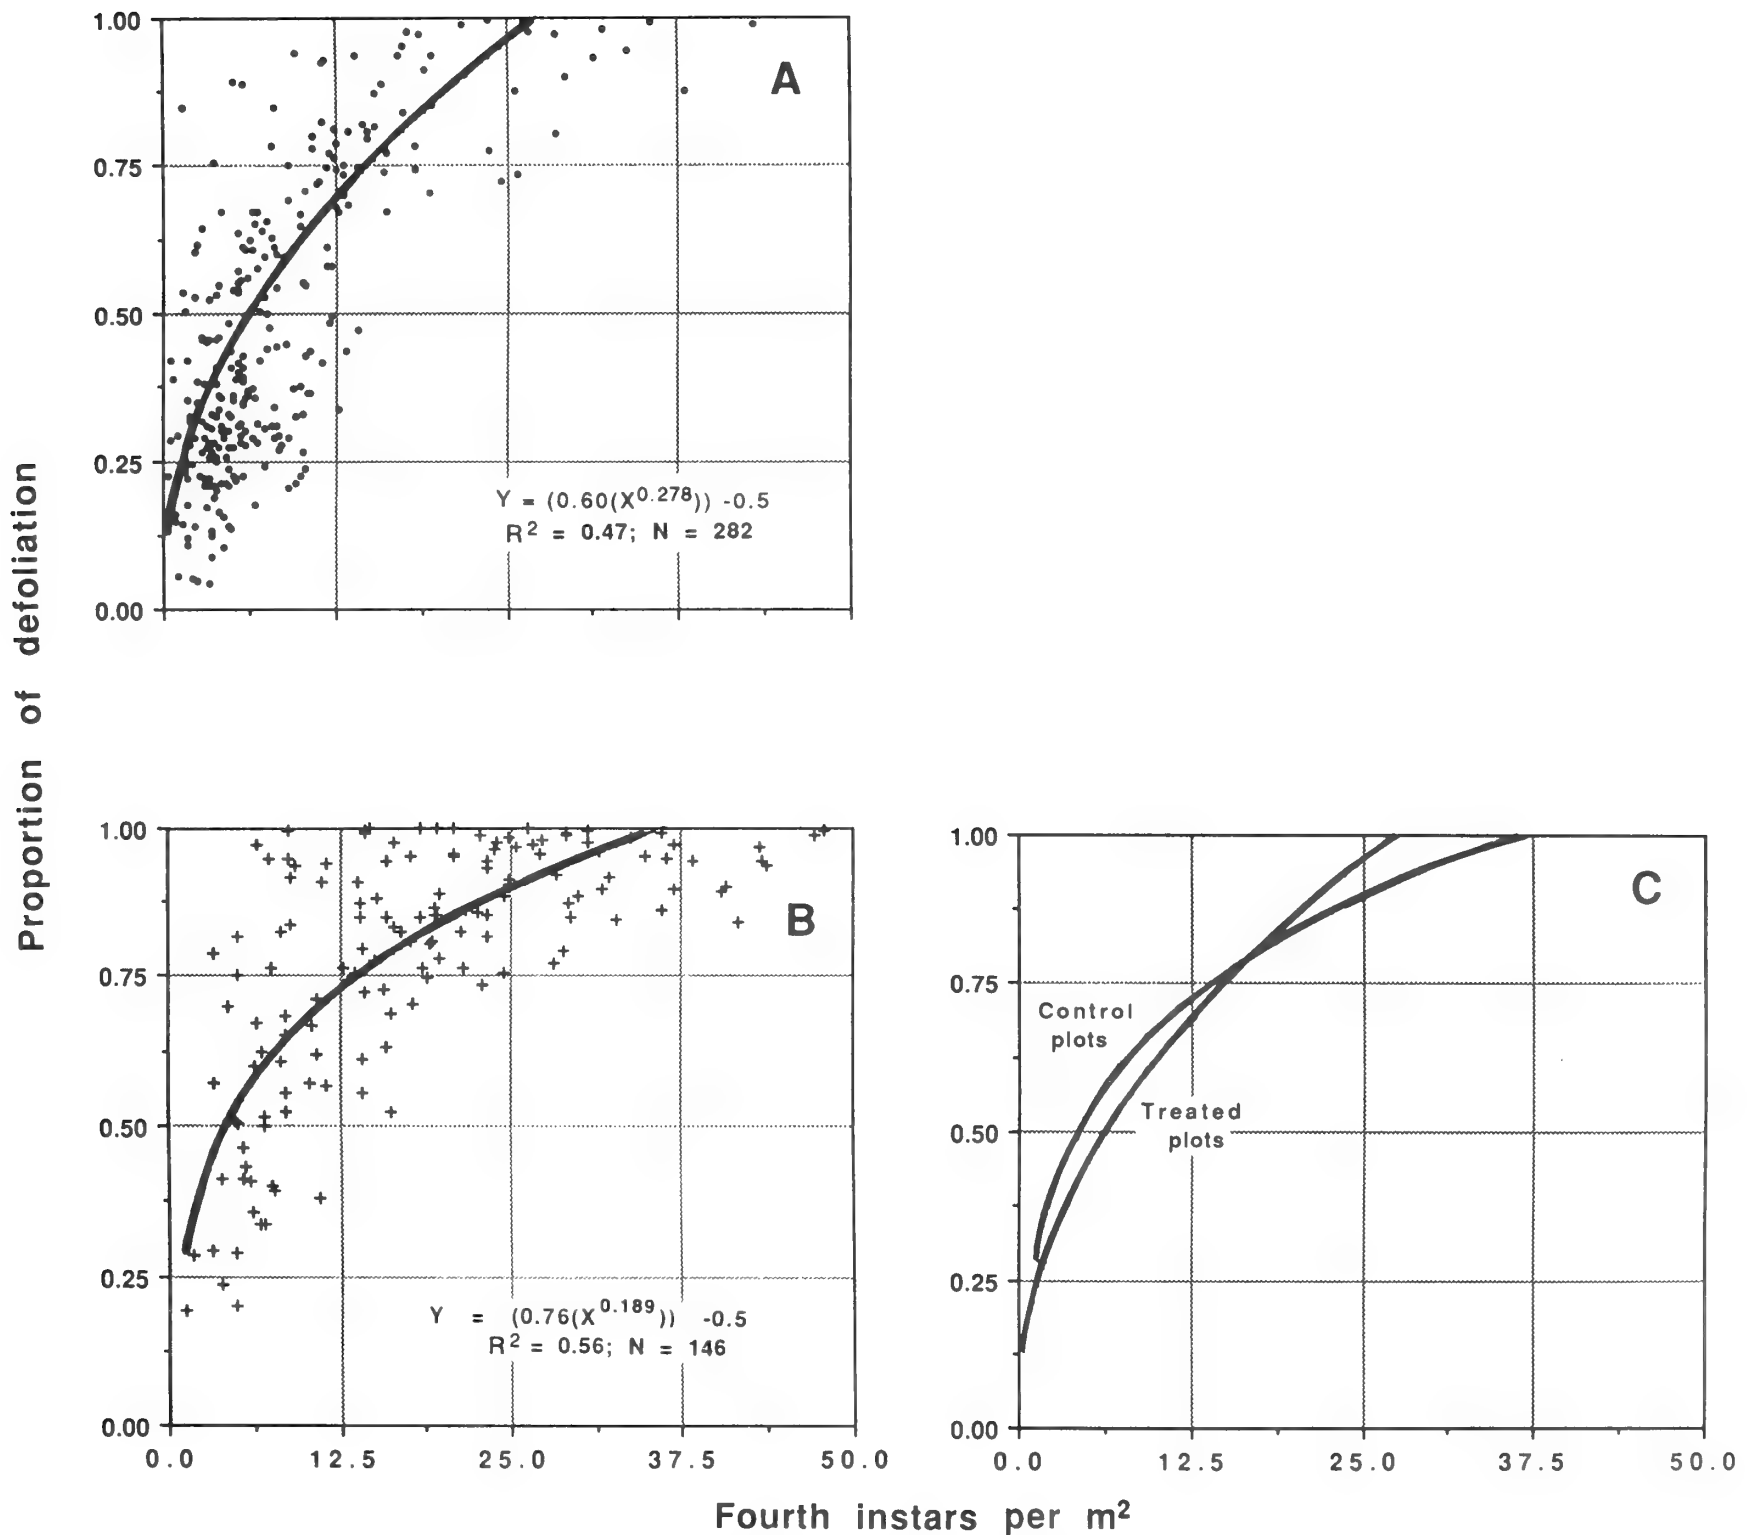 Proportion of defoliation
1.00
0.75
0.50
0.25
0.00
A
Y = (0.60(X^0.278)) -0.5
R² = 0.47; N = 282
1.00
0.75
0.50
0.25
0.00
B
Y = (0.76(X^0.189)) -0.5
R² = 0.56; N = 146
0.0 12.5 25.0 37.5 50.0
1.00
0.75
0.50
0.25
0.00
C
Control
plots
Treated
plots
0.0 12.5 25.0 37.5 50.0
Fourth instars per m²